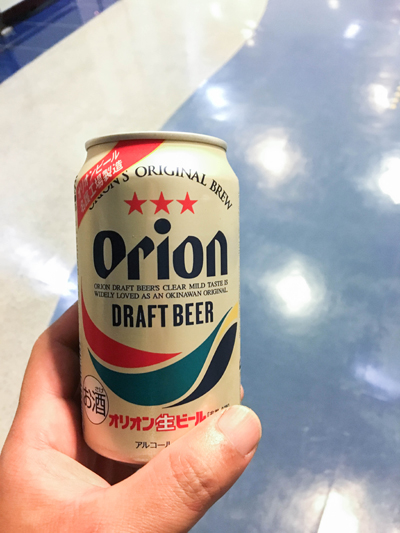 ORION'S ORIGINAL BREW
Orion
ORION DRAFT BEER'S CLEAR MILD TASTE IS
WIDELY LOVED AS AN OKINAWAN ORIGINAL.
DRAFT BEER
お酒
オリオン生ビール
アルコール